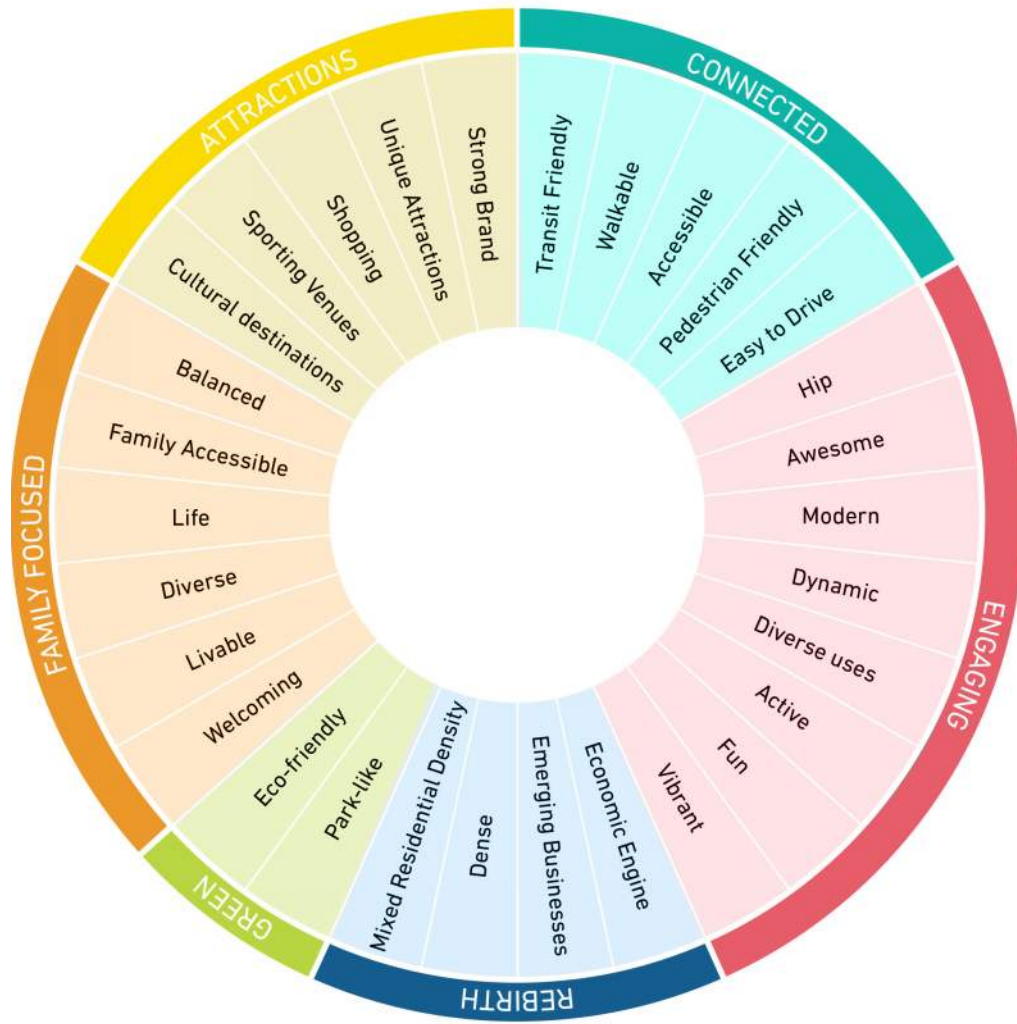 CONNECTED
Transit Friendly
Walkable
Accessible
Pedestrian Friendly
Easy to Drive
ENGAGING
Hip
Awesome
Modern
Dynamic
Diverse uses
Active
Fun
Vibrant
REBIRTH
Economic Engine
Emerging Businesses
Dense
Mixed Residential Density
GREEN
Park-like
Eco-friendly
FAMILY FOCUSED
Welcoming
Livable
Diverse
Life
Family Accessible
Balanced
ATTRACTIONS
Cultural destinations
Sporting Venues
Shopping
Unique Attractions
Strong Brand